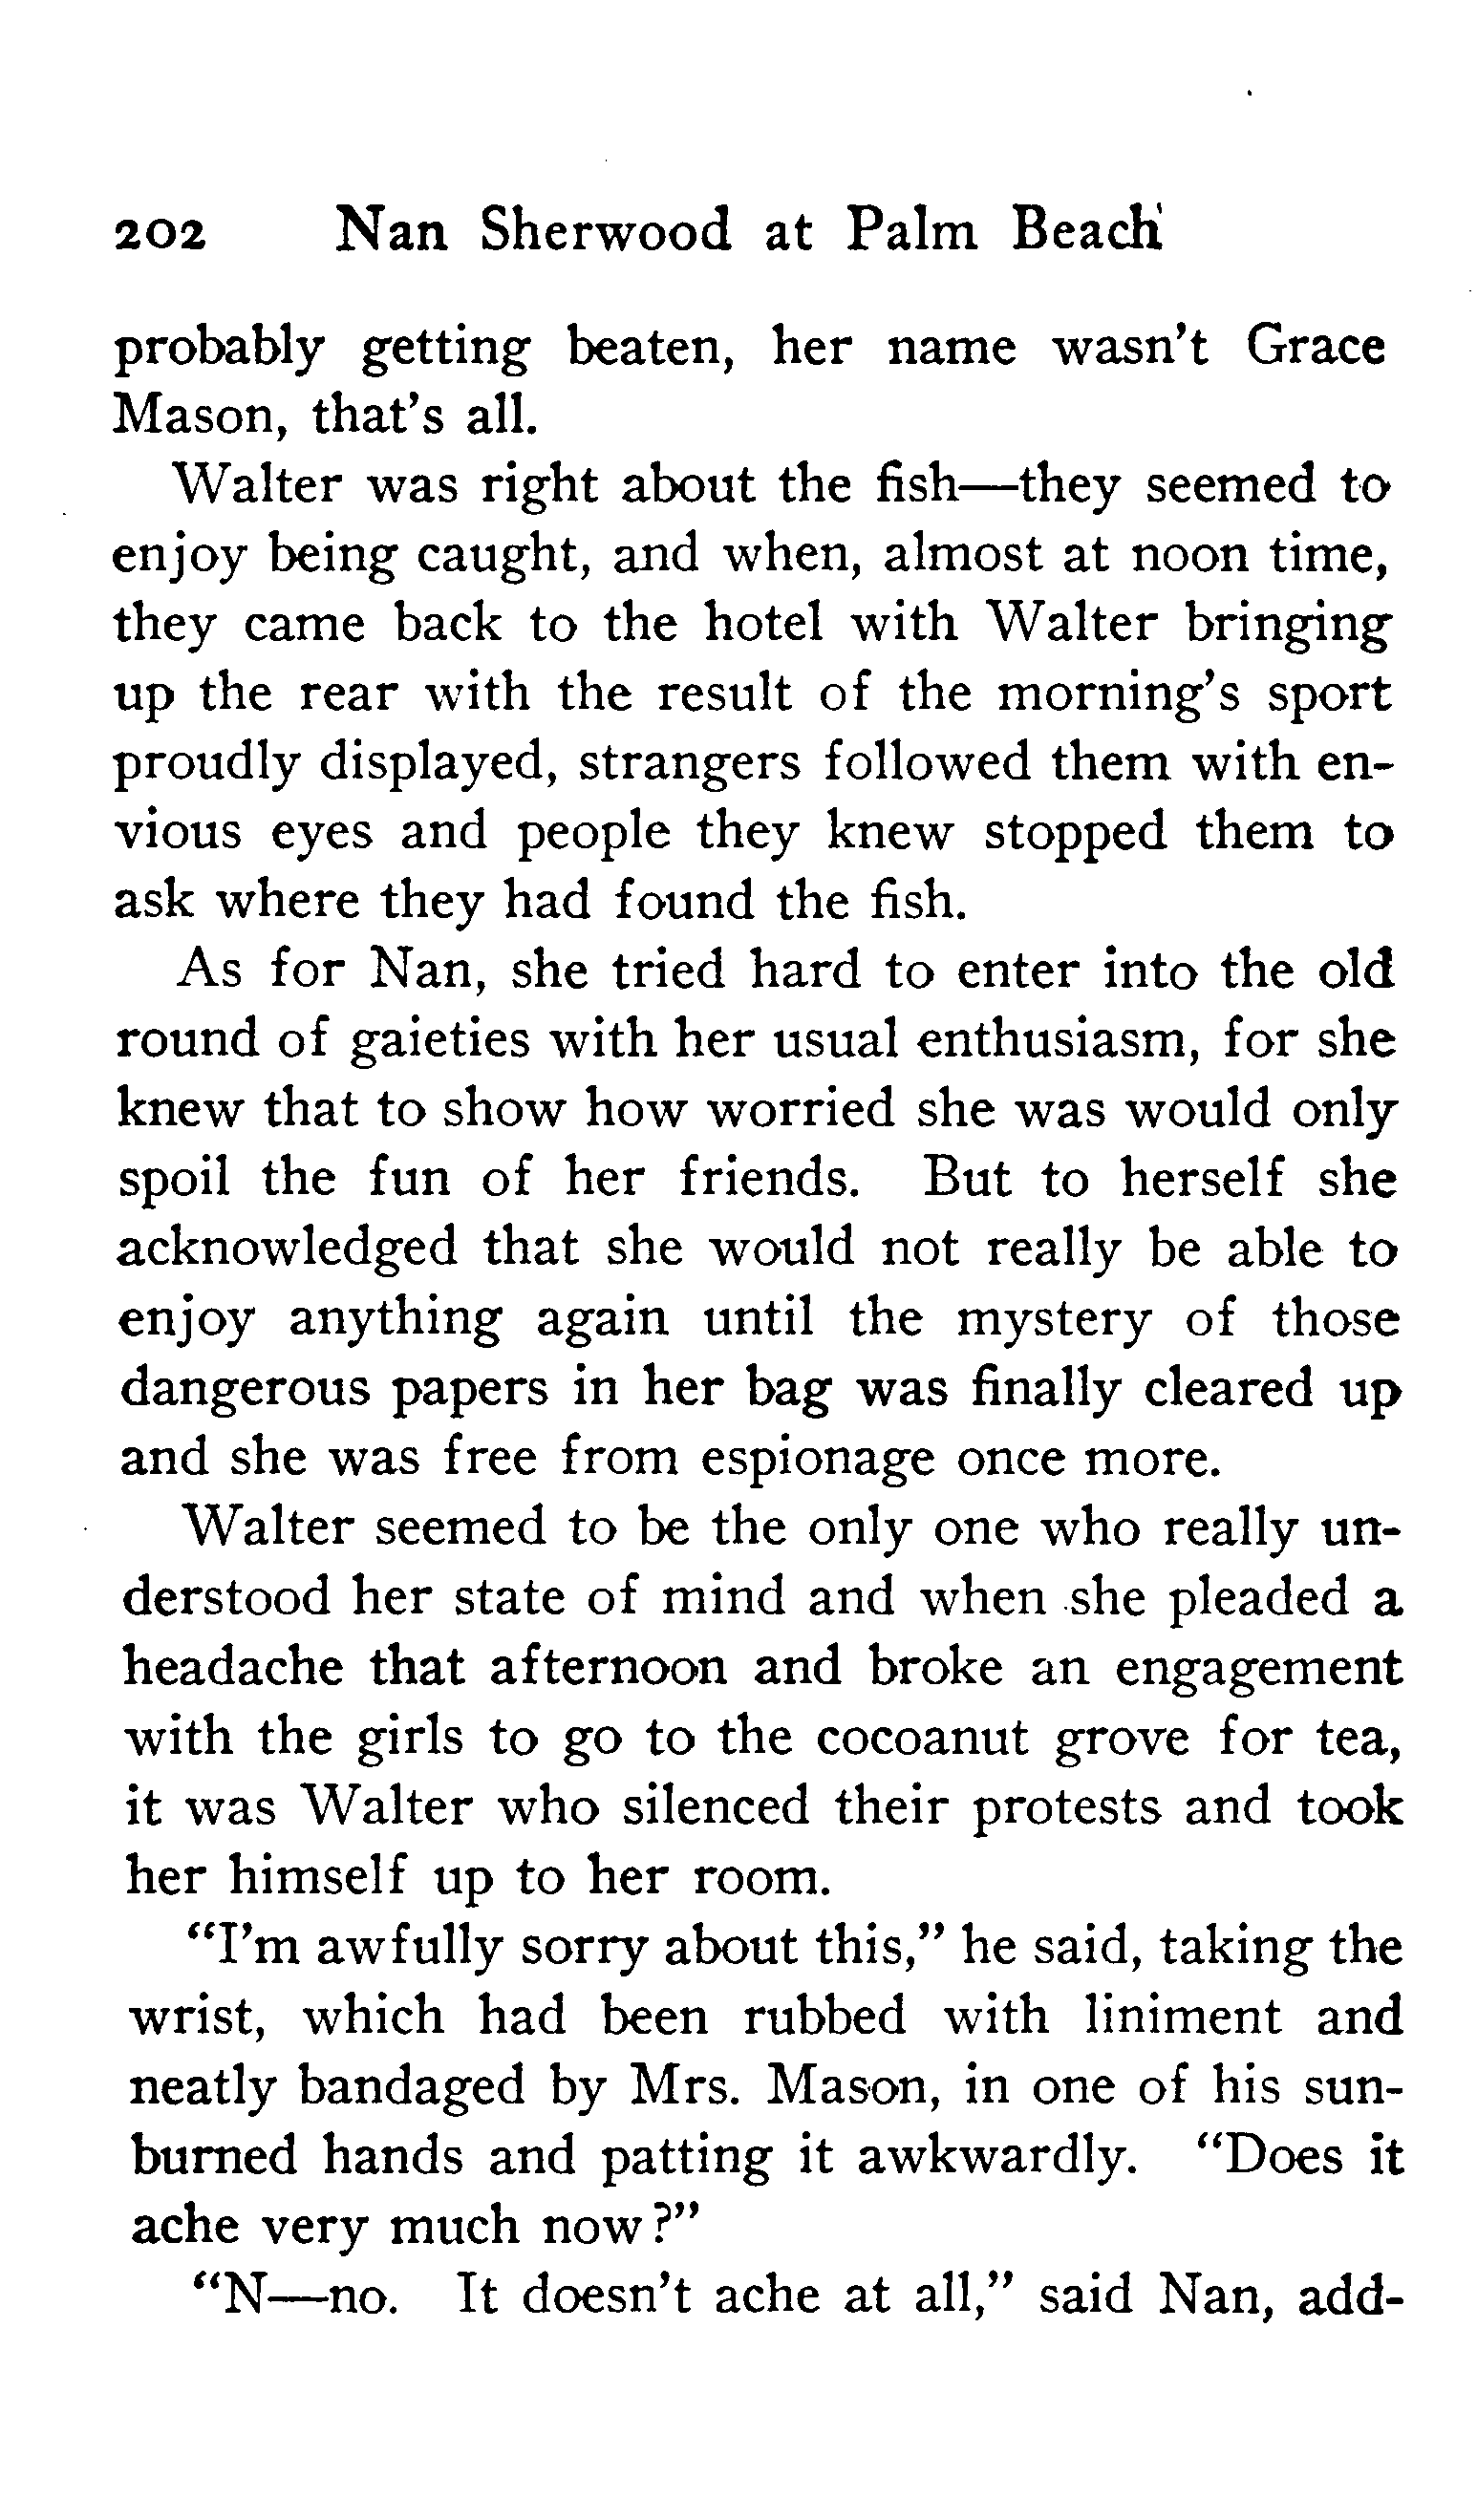 202 Nan Sherwood at Palm Beach
probably getting beaten, her name wasn't Grace
Mason, that's all.
Walter was right about the fish—they seemed to
enjoy being caught, and when, almost at noon time,
they came back to the hotel with Walter bringing
up the rear with the result of the morning's sport
proudly displayed, strangers followed them with en-
vious eyes and people they knew stopped them to
ask where they had found the fish.
As for Nan, she tried hard to enter into the old
round of gaieties with her usual enthusiasm, for she
knew that to show how worried she was would only
spoil the fun of her friends. But to herself she
acknowledged that she would not really be able to
enjoy anything again until the mystery of those
dangerous papers in her bag was finally cleared up
and she was free from espionage once more.
Walter seemed to be the only one who really un-
derstood her state of mind and when she pleaded a
headache that afternoon and broke an engagement
with the girls to go to the cocoanut grove for tea,
it was Walter who silenced their protests and took
her himself up to her room.
"I'm awfully sorry about this," he said, taking the
wrist, which had been rubbed with liniment and
neatly bandaged by Mrs. Mason, in one of his sun-
burned hands and patting it awkwardly. "Does it
ache very much now?"
"N—no. It doesn't ache at all," said Nan, add-